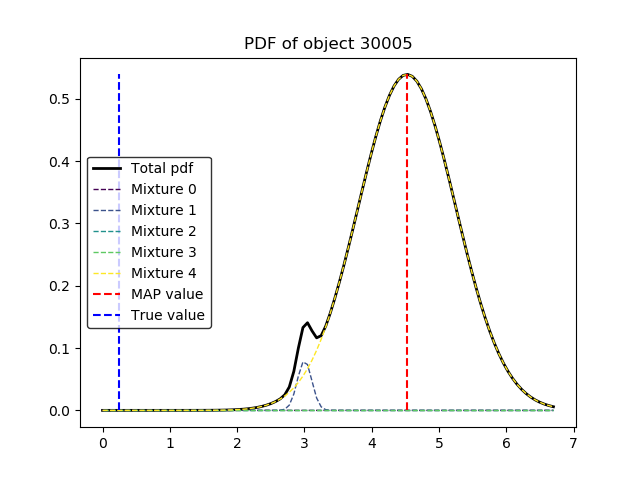 PDF of object 30005
0.5
0.4
0.3
0.2
0.1
0.0
Total pdf
Mixture 0
Mixture 1
Mixture 2
Mixture 3
Mixture 4
MAP value
True value
0 1 2 3 4 5 6 7